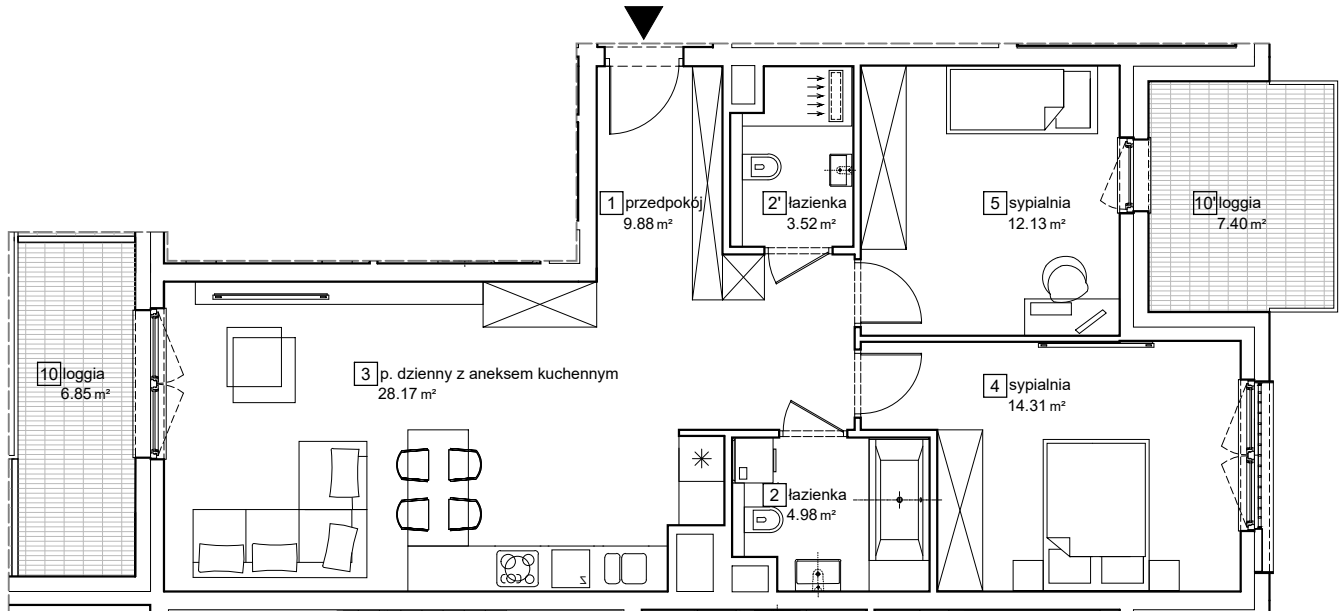 1 przedpokój
9.88 m²
2' łazienka
3.52 m²
5 sypialnia
12.13 m²
10' loggia
7.40 m²
10 loggia
6.85 m²
3 p. dzienny z aneksem kuchennym
28.17 m²
4 sypialnia
14.31 m²
2 łazienka
4.98 m²
z